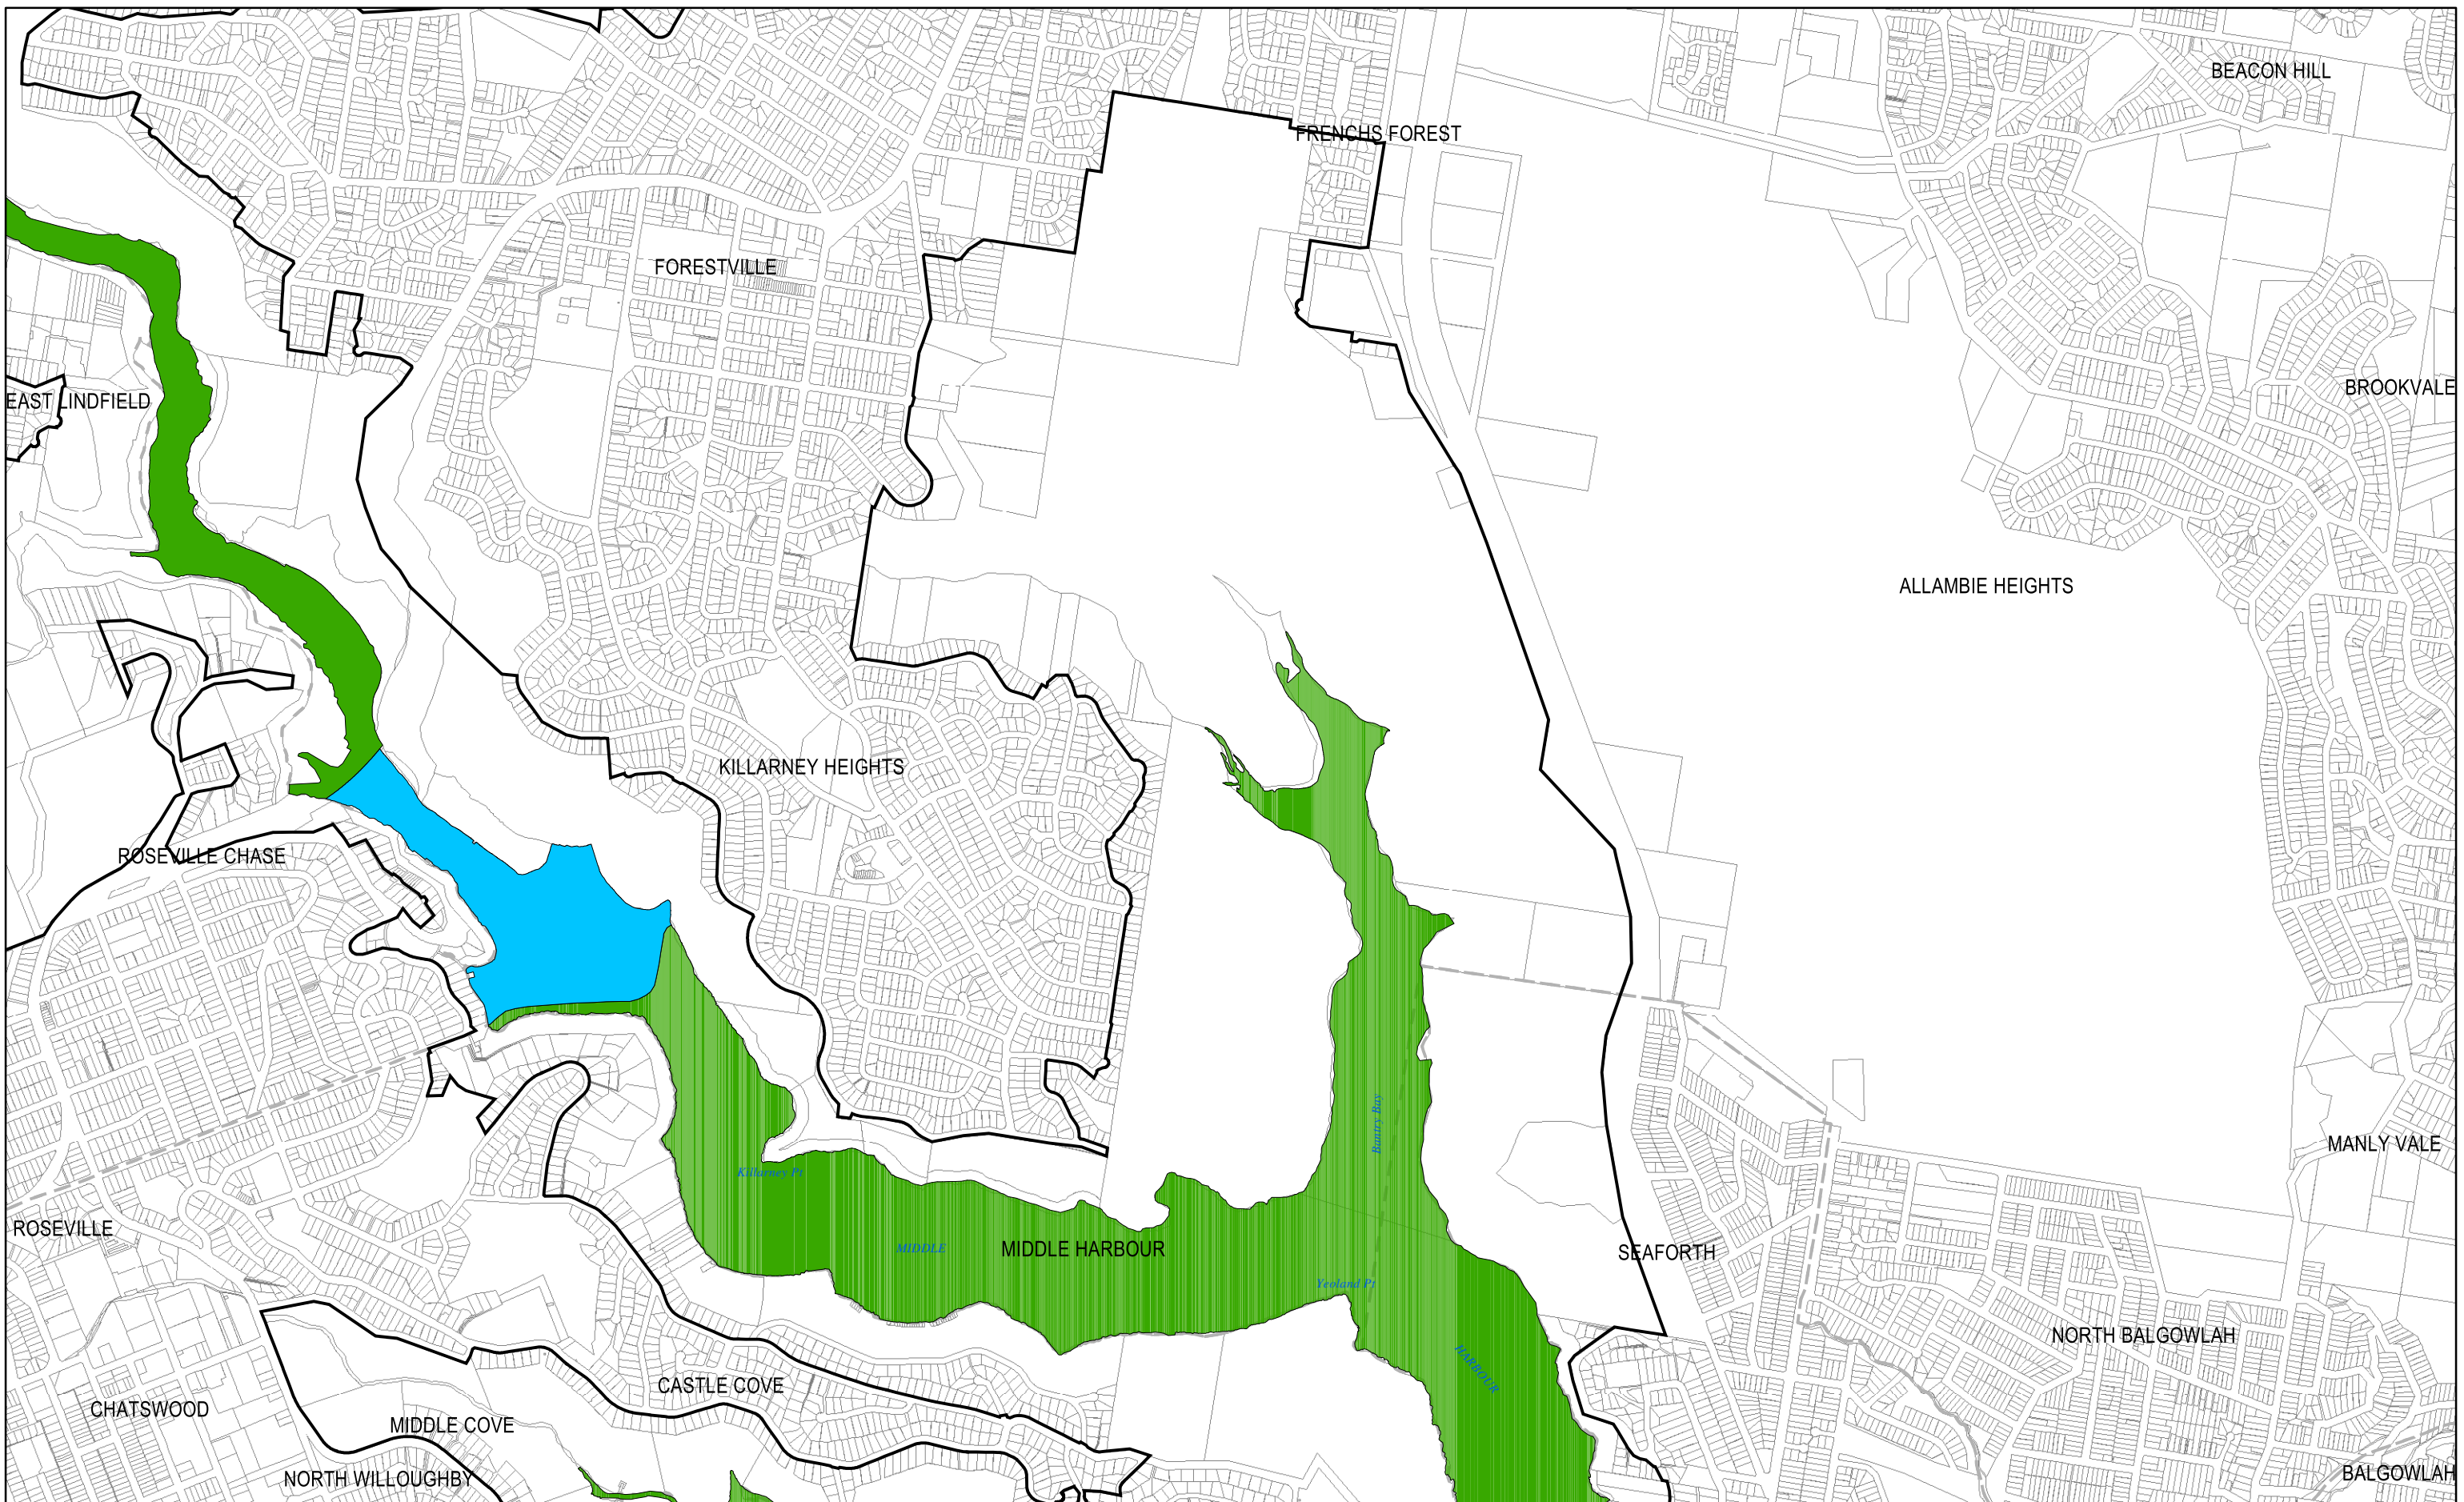 BEACON HILL
FRENCHS FOREST
FORESTVILLE
BROOKVALE
EAST LINDFIELD
ALLAMBIE HEIGHTS
KILLARNEY HEIGHTS
ROSEVILLE CHASE
Bantry Bay
MANLY VALE
Killarney Pt
ROSEVILLE
MIDDLE
MIDDLE HARBOUR
SEAFORTH
Yeoland Pt
NORTH BALGOWLAH
HARBOUR
CASTLE COVE
CHATSWOOD
MIDDLE COVE
NORTH WILLOUGHBY
BALGOWLAH